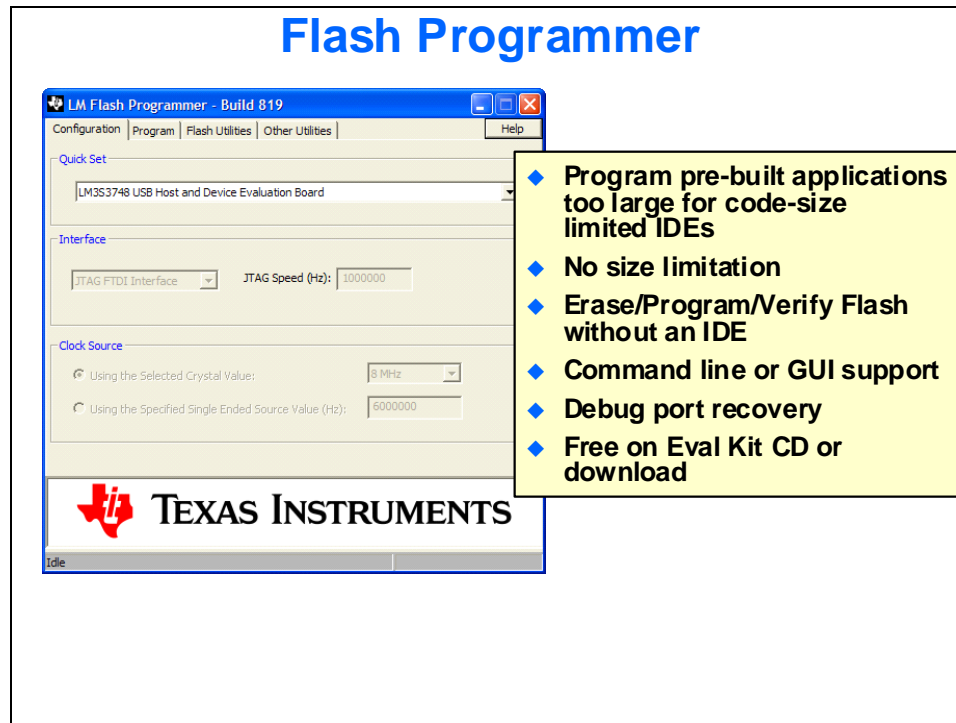 Flash Programmer
LM Flash Programmer - Build 819
Configuration Program Flash Utilities Other Utilities Help
Quick Set
LM3S3748 USB Host and Device Evaluation Board
Interface
JTAG FTDI Interface JTAG Speed (Hz): 1000000
Clock Source
Using the Selected Crystal Value: 8 MHz
Using the Specified Single Ended Source Value (Hz): 6000000
TEXAS INSTRUMENTS
Idle
Program pre-built applications
too large for code-size
limited IDEs
No size limitation
Erase/Program/Verify Flash
without an IDE
Command line or GUI support
Debug port recovery
Free on Eval Kit CD or
download